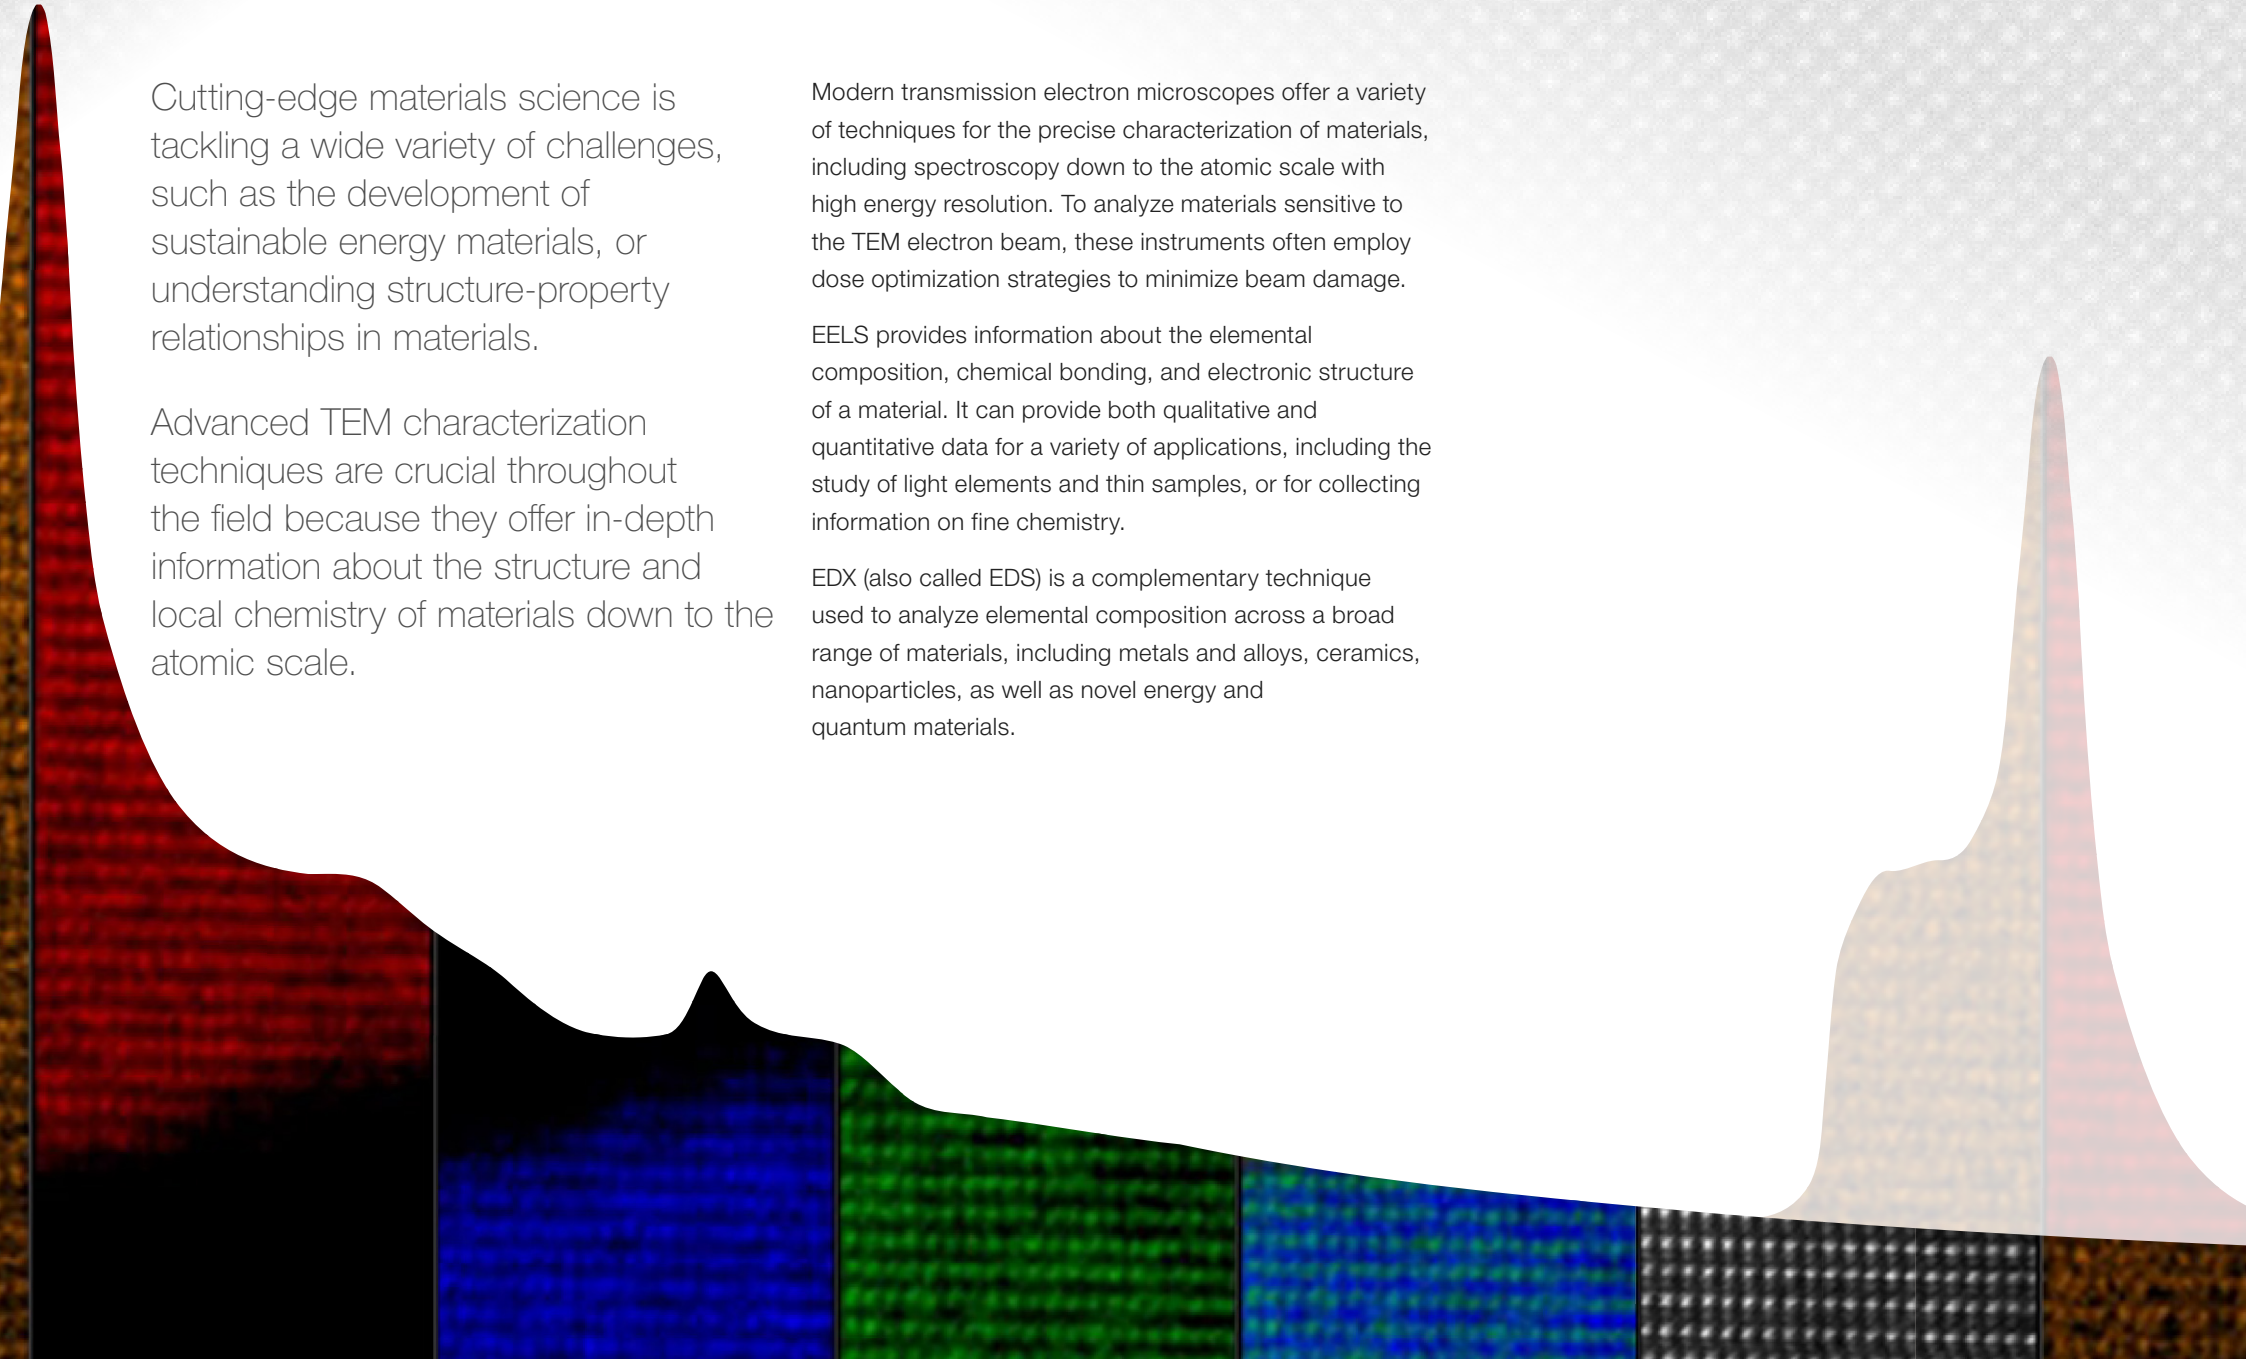 Cutting-edge materials science is
tackling a wide variety of challenges,
such as the development of
sustainable energy materials, or
understanding structure-property
relationships in materials.
Advanced TEM characterization
techniques are crucial throughout
the field because they offer in-depth
information about the structure and
local chemistry of materials down to the
atomic scale.
Modern transmission electron microscopes offer a variety
of techniques for the precise characterization of materials,
including spectroscopy down to the atomic scale with
high energy resolution. To analyze materials sensitive to
the TEM electron beam, these instruments often employ
dose optimization strategies to minimize beam damage.
EELS provides information about the elemental
composition, chemical bonding, and electronic structure
of a material. It can provide both qualitative and
quantitative data for a variety of applications, including the
study of light elements and thin samples, or for collecting
information on fine chemistry.
EDX (also called EDS) is a complementary technique
used to analyze elemental composition across a broad
range of materials, including metals and alloys, ceramics,
nanoparticles, as well as novel energy and
quantum materials.